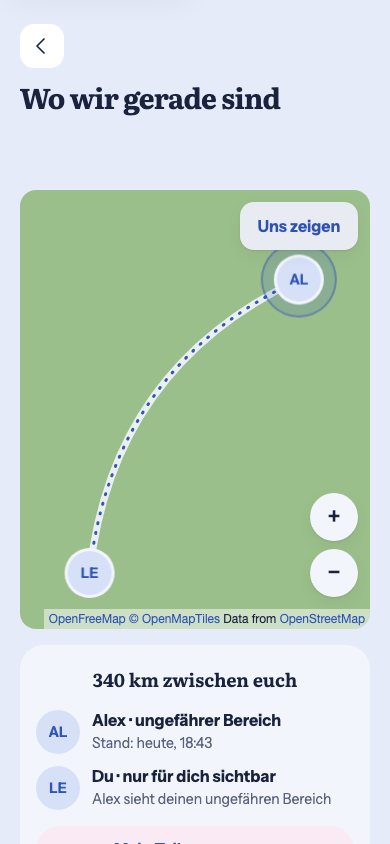 Wo wir gerade sind
Uns zeigen
AL
+
−
LE
OpenFreeMap © OpenMapTiles Data from OpenStreetMap
340 km zwischen euch
AL
Alex · ungefährer Bereich
Stand: heute, 18:43
LE
Du · nur für dich sichtbar
Alex sieht deinen ungefähren Bereich